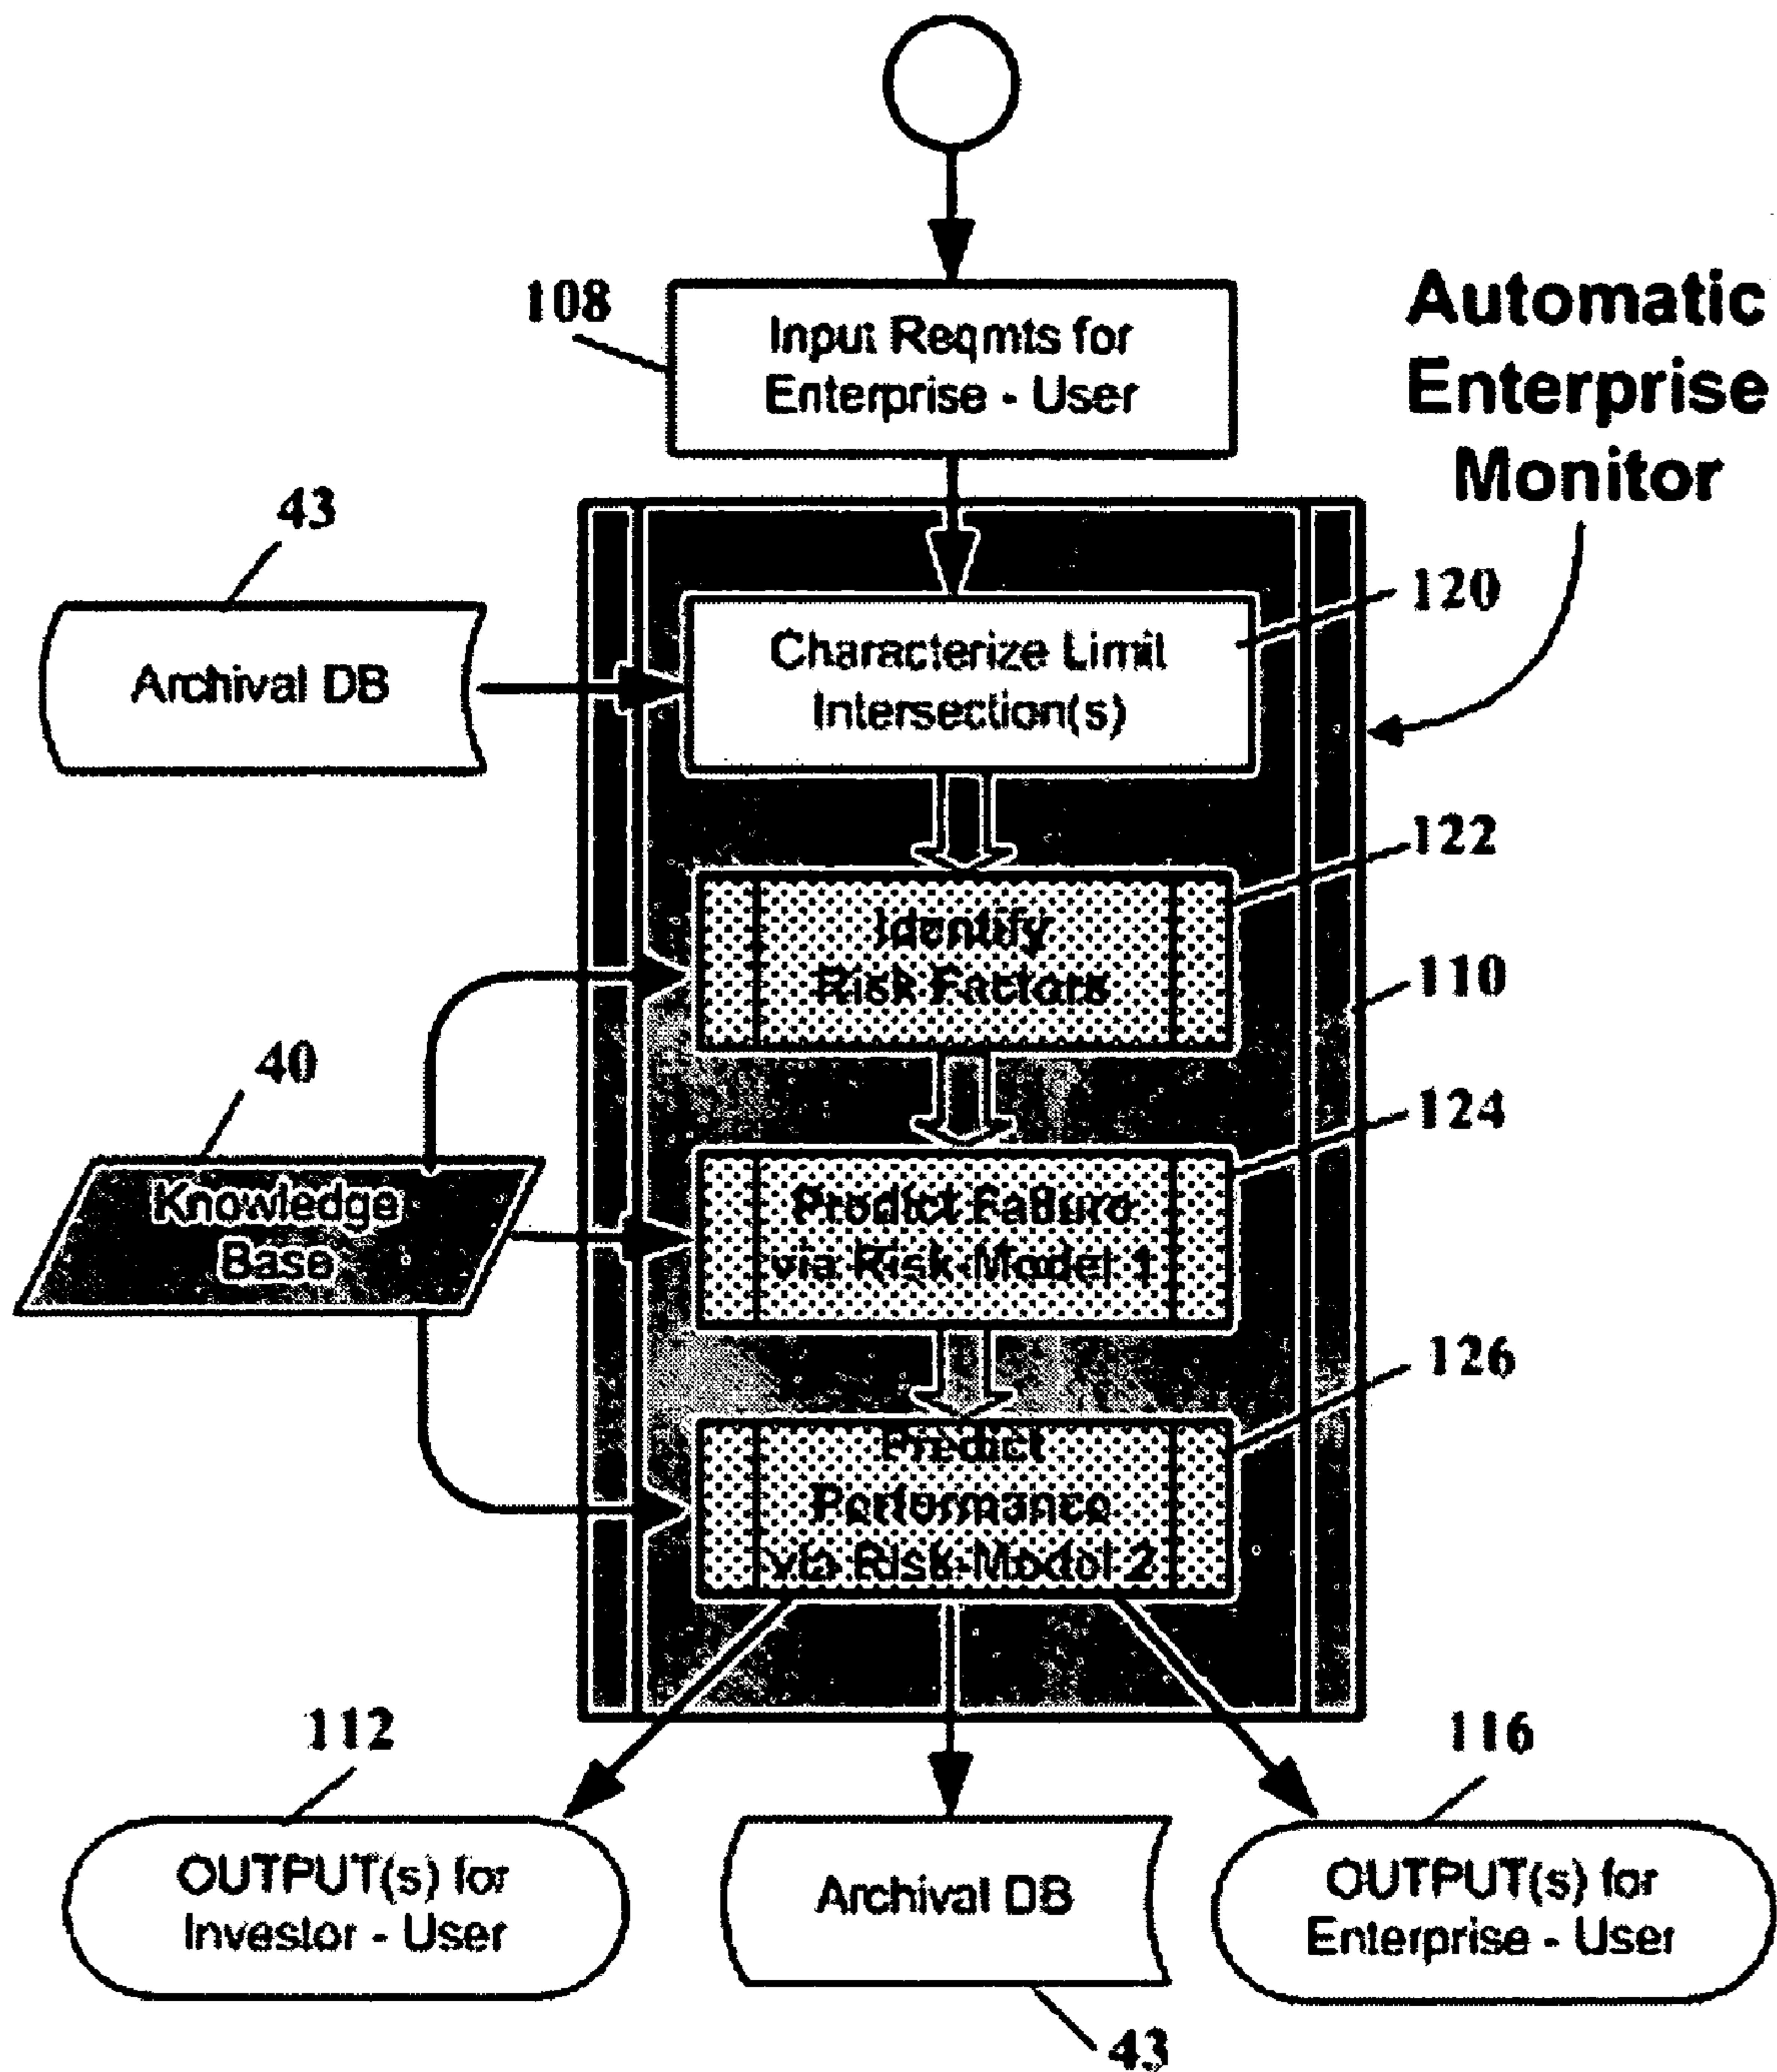 108
Input Reqmts for
Enterprise - User
Automatic
Enterprise
Monitor
43
Archival DB
120
Characterize Limit
Intersection(s)
122
Identify
Risk Factors
110
40
Knowledge
Base
124
Predict Failure
via Risk-Model 1
126
Predict
Performance
via Risk-Model 2
112
OUTPUT(s) for
Investor - User
Archival DB
43
116
OUTPUT(s) for
Enterprise - User